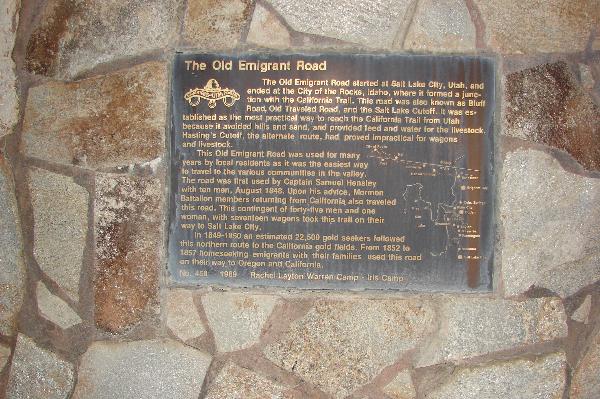 The Old Emigrant Road
The Old Emigrant Road started at Salt Lake City, Utah, and
ended at the City of the Rocks, Idaho, where it formed a junc-
tion with the California Trail. This road was also known as Bluff
Road, Old Traveled Road, and the Salt Lake Cutoff. It was es-
tablished as the most practical way to reach the California Trail from Utah
because it avoided hills and sand, and provided feed and water for the livestock.
Hasting's Cutoff, the alternate route, had proved impractical for wagons
and livestock.
This Old Emigrant Road was used for many
years by local residents as it was the easiest way
to travel to the various communities in the valley.
The road was first used by Captain Samuel Hensley
with ten men, August 1848. Upon his advice, Mormon
Battalion members returning from California also traveled
this road. This contingent of forty-five men and one
woman, with seventeen wagons took this trail on their
way to Salt Lake City.
In 1849-1850 an estimated 22,500 gold seekers followed
this northern route to the California gold fields. From 1852 to
1857 homeseeking emigrants with their families used this road
on their way to Oregon and California.
No. 458 1989 Rachel Layton Warren Camp - Iris Camp